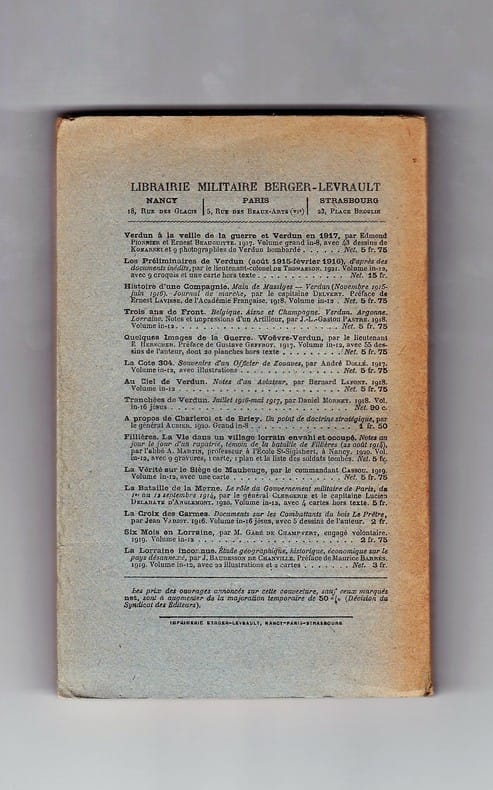 LIBRAIRIE MILITAIRE BERGER-LEVRAULT
NANCY PARIS STRASBOURG
18, Rue des Glacis 5, Rue des Beaux-Arts (VIe) 23, Place Broglie
Verdun à la veille de la guerre et Verdun en 1917, par Edmond
Pionnier et Ernest Beauguitte. 1917. Volume grand in-8, avec 43 dessins de
et 9 photographies de Verdun bombardé . . . . . . Net. 5 fr. 75
Les Préliminaires de Verdun (août 1915-février 1916), d'après des
documents inédits, par le lieutenant-colonel de Thomasson. 1921. Volume in-12,
avec 9 croquis et une carte hors texte . . . . . . Net. 15 fr.
Histoire d'une Compagnie. Main de Massiges — Verdun (Novembre 1915-
Juin 1916). Journal de marche, par le capitaine Delvert. Préface de
Ernest Lavisse, de l'Académie Française. 1918. Volume in-12 . Net. 5 fr. 75
Trois ans de Front. Belgique. Aisne et Champagne. Verdun. Argonne.
Lorraine. Notes et impressions d'un Artilleur, par J.-L.-Gaston Pastre. 1918.
Volume in-12 . . . . . . Net. 5 fr. 75
Quelques Images de la Guerre. Woëvre-Verdun, par le lieutenant
E. Herscher. Préface de Gustave Geffroy. 1917. Volume in-12, avec 55 des-
sins de l'auteur, dont 20 planches hors texte . . . . . . Net. 5 fr. 75
La Cote 304. Souvenirs d'un Officier de Zouaves, par André Dollé. 1917.
Volume in-12, avec illustrations . . . . . . Net. 5 fr. 75
Au Ciel de Verdun. Notes d'un Aviateur, par Bernard Lafont. 1918.
Volume in-12 . . . . . . Net. 5 fr. 75
Tranchées de Verdun. Juillet 1916-mai 1917, par Daniel Mornet. 1918. Vol.
in-16 jésus . . . . . . Net. 90 c.
A propos de Charleroi et de Briey. Un point de doctrine stratégique, par
le général Aubier. 1920. Grand in-8 . . . . . . 1 fr. 50
Fillières. La Vie dans un village lorrain envahi et occupé. Notes au
jour le jour d'un rapatrié, témoin de la bataille de Fillières (22 août 1914),
par l'abbé A. Martin, professeur à l'École St-Sigisbert, à Nancy. 1920. Vol.
in-12, avec 9 gravures, 1 carte, 1 plan et la liste des soldats tombés. Net. 5 fr.
La Vérité sur le Siège de Maubeuge, par le commandant Cassou. 1919.
Volume in-12, avec une carte . . . . . . Net. 5 fr. 75
La Bataille de la Marne. Le rôle du Gouvernement militaire de Paris, du
1er au 12 septembre 1914, par le général Clergerie et le capitaine Lucien
Delahaye d'Anglemont. 1920. Volume in-12, avec 4 cartes hors texte. 5 fr.
La Croix des Carmes. Documents sur les Combattants du bois Le Prêtre,
par Jean Variot. 1916. Volume in-16 jésus, avec 5 dessins de l'auteur. 2 fr.
Six Mois en Lorraine, par M. Garé de Champvert, engagé volontaire.
1919. Volume in-12 . . . . . . 2 fr. 75
La Lorraine inconnue. Étude géographique, historique, économique sur le
pays désannexé, par J. Baudesson de Chanville. Préface de Maurice Barrès.
1919. Volume in-12, avec 22 illustrations et 2 cartes . . . . . . Net. 3 fr.
Les prix des ouvrages annoncés sur cette couverture, sauf ceux marqués
net, sont à augmenter de la majoration temporaire de 50 % (Décision du
Syndicat des Éditeurs).
IMPRIMERIE BERGER-LEVRAULT, NANCY-PARIS-STRASBOURG